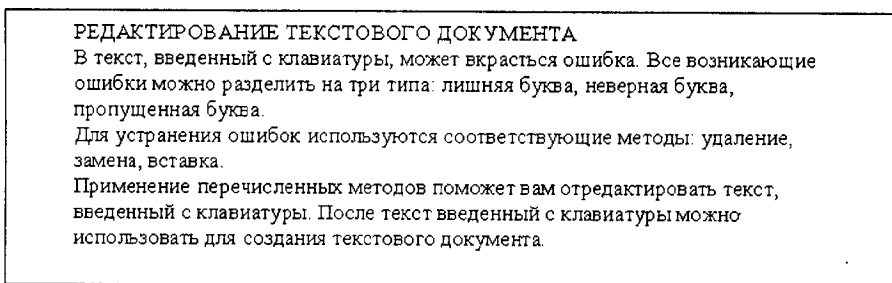 РЕДАКТИРОВАНИЕ ТЕКСТОВОГО ДОКУМЕНТА
В текст, введенный с клавиатуры, может вкрасться ошибка. Все возникающие
ошибки можно разделить на три типа: лишняя буква, неверная буква,
пропущенная буква.
Для устранения ошибок используются соответствующие методы: удаление,
замена, вставка.
Применение перечисленных методов поможет вам отредактировать текст,
введенный с клавиатуры. После текст введенный с клавиатуры можно
использовать для создания текстового документа.